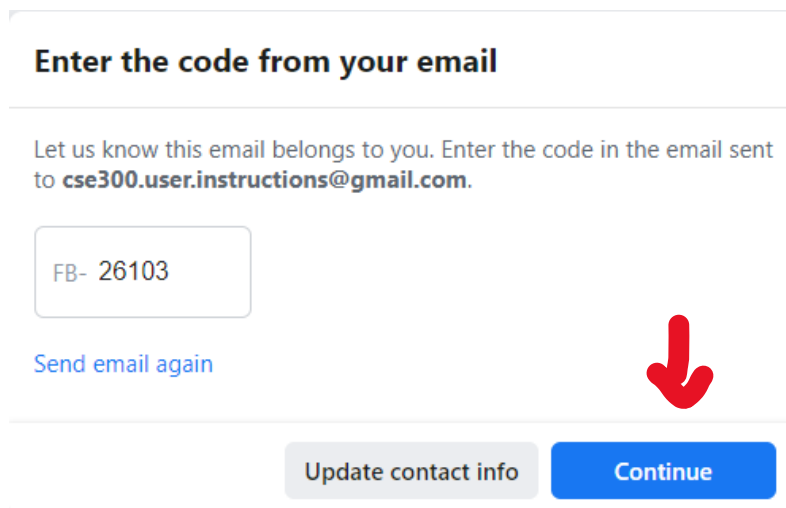 Enter the code from your email
Let us know this email belongs to you. Enter the code in the email sent
to cse300.user.instructions@gmail.com.
FB- 26103
Send email again
Update contact info Continue